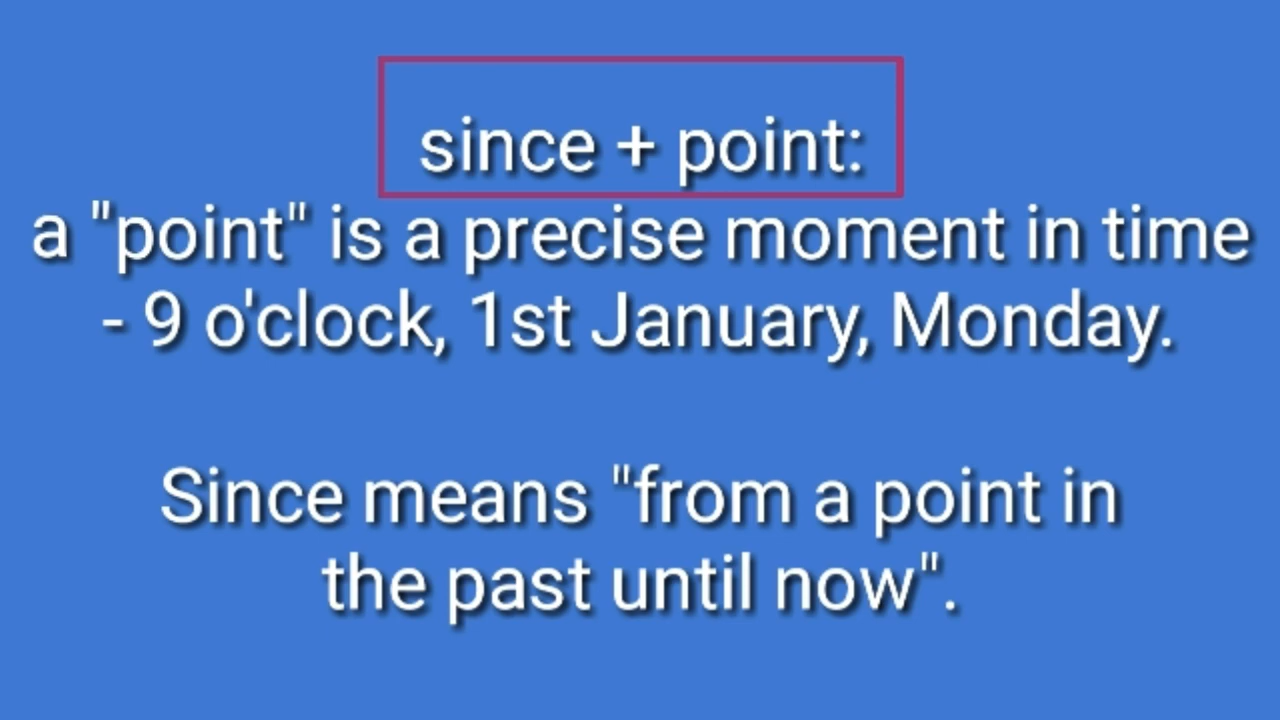 since + point:
a "point" is a precise moment in time
- 9 o'clock, 1st January, Monday.
Since means "from a point in
the past until now".